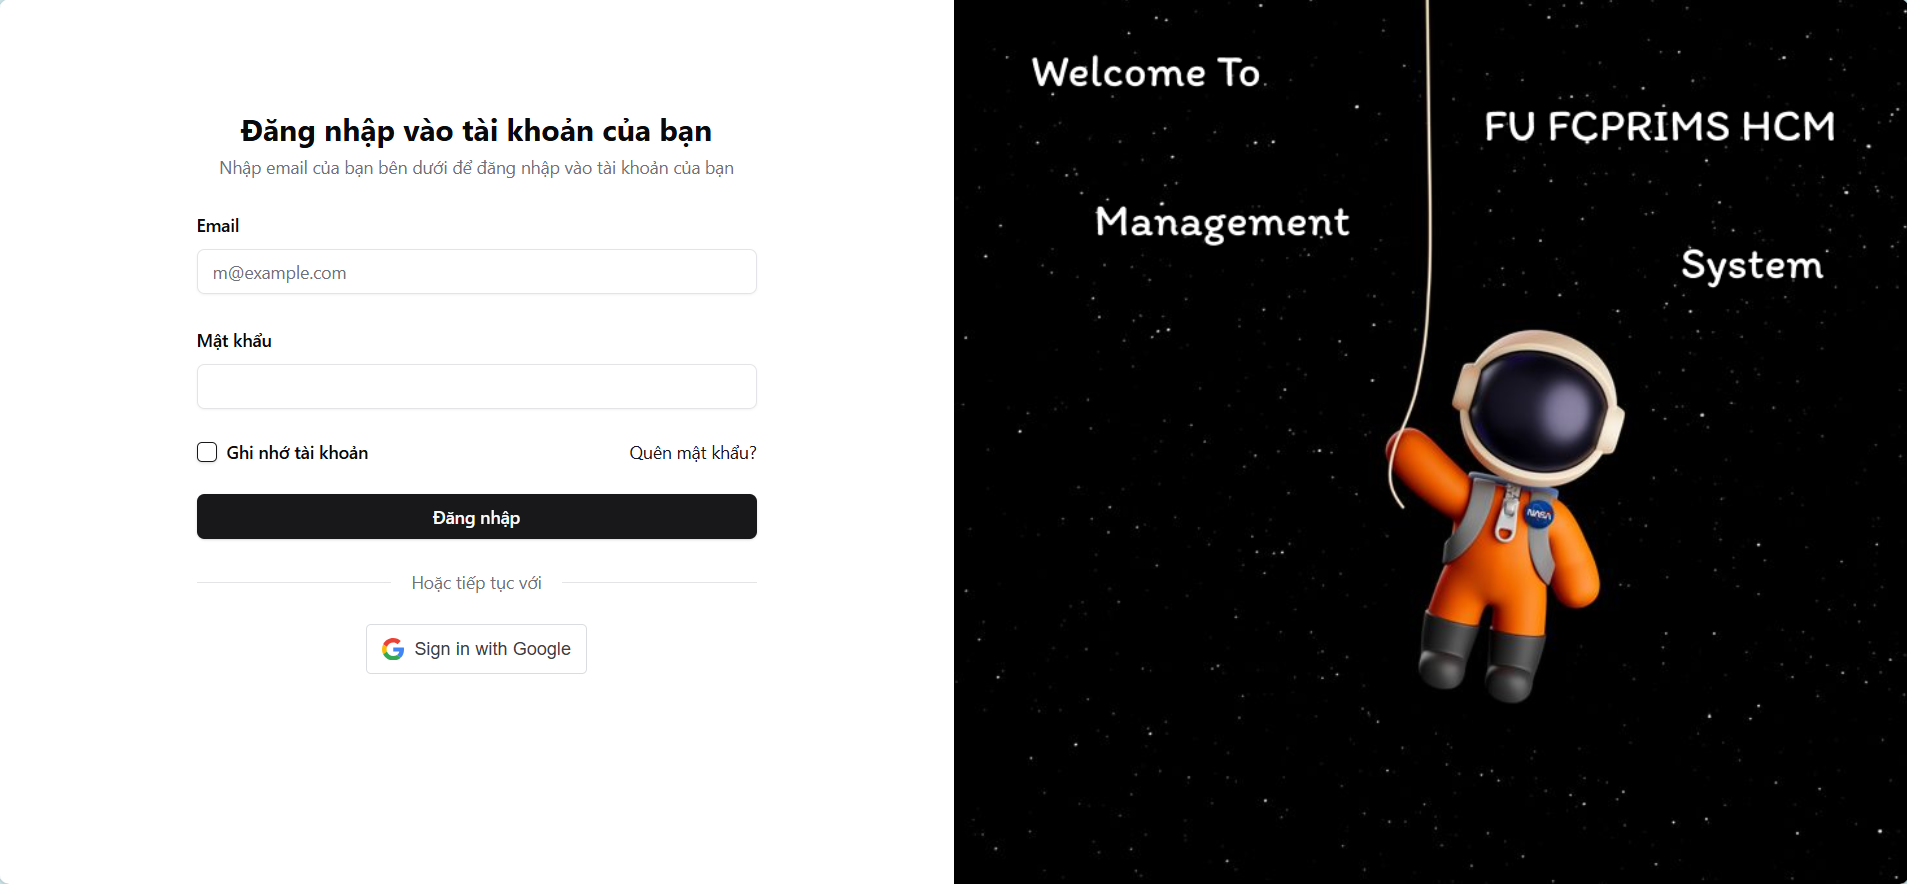 Đăng nhập vào tài khoản của bạn
Nhập email của bạn bên dưới để đăng nhập vào tài khoản của bạn
Email
m@example.com
Mật khẩu
Ghi nhớ tài khoản
Quên mật khẩu?
Đăng nhập
Hoặc tiếp tục với
Sign in with Google
Welcome To
FU FCPRIMS HCM
Management
System
NASA